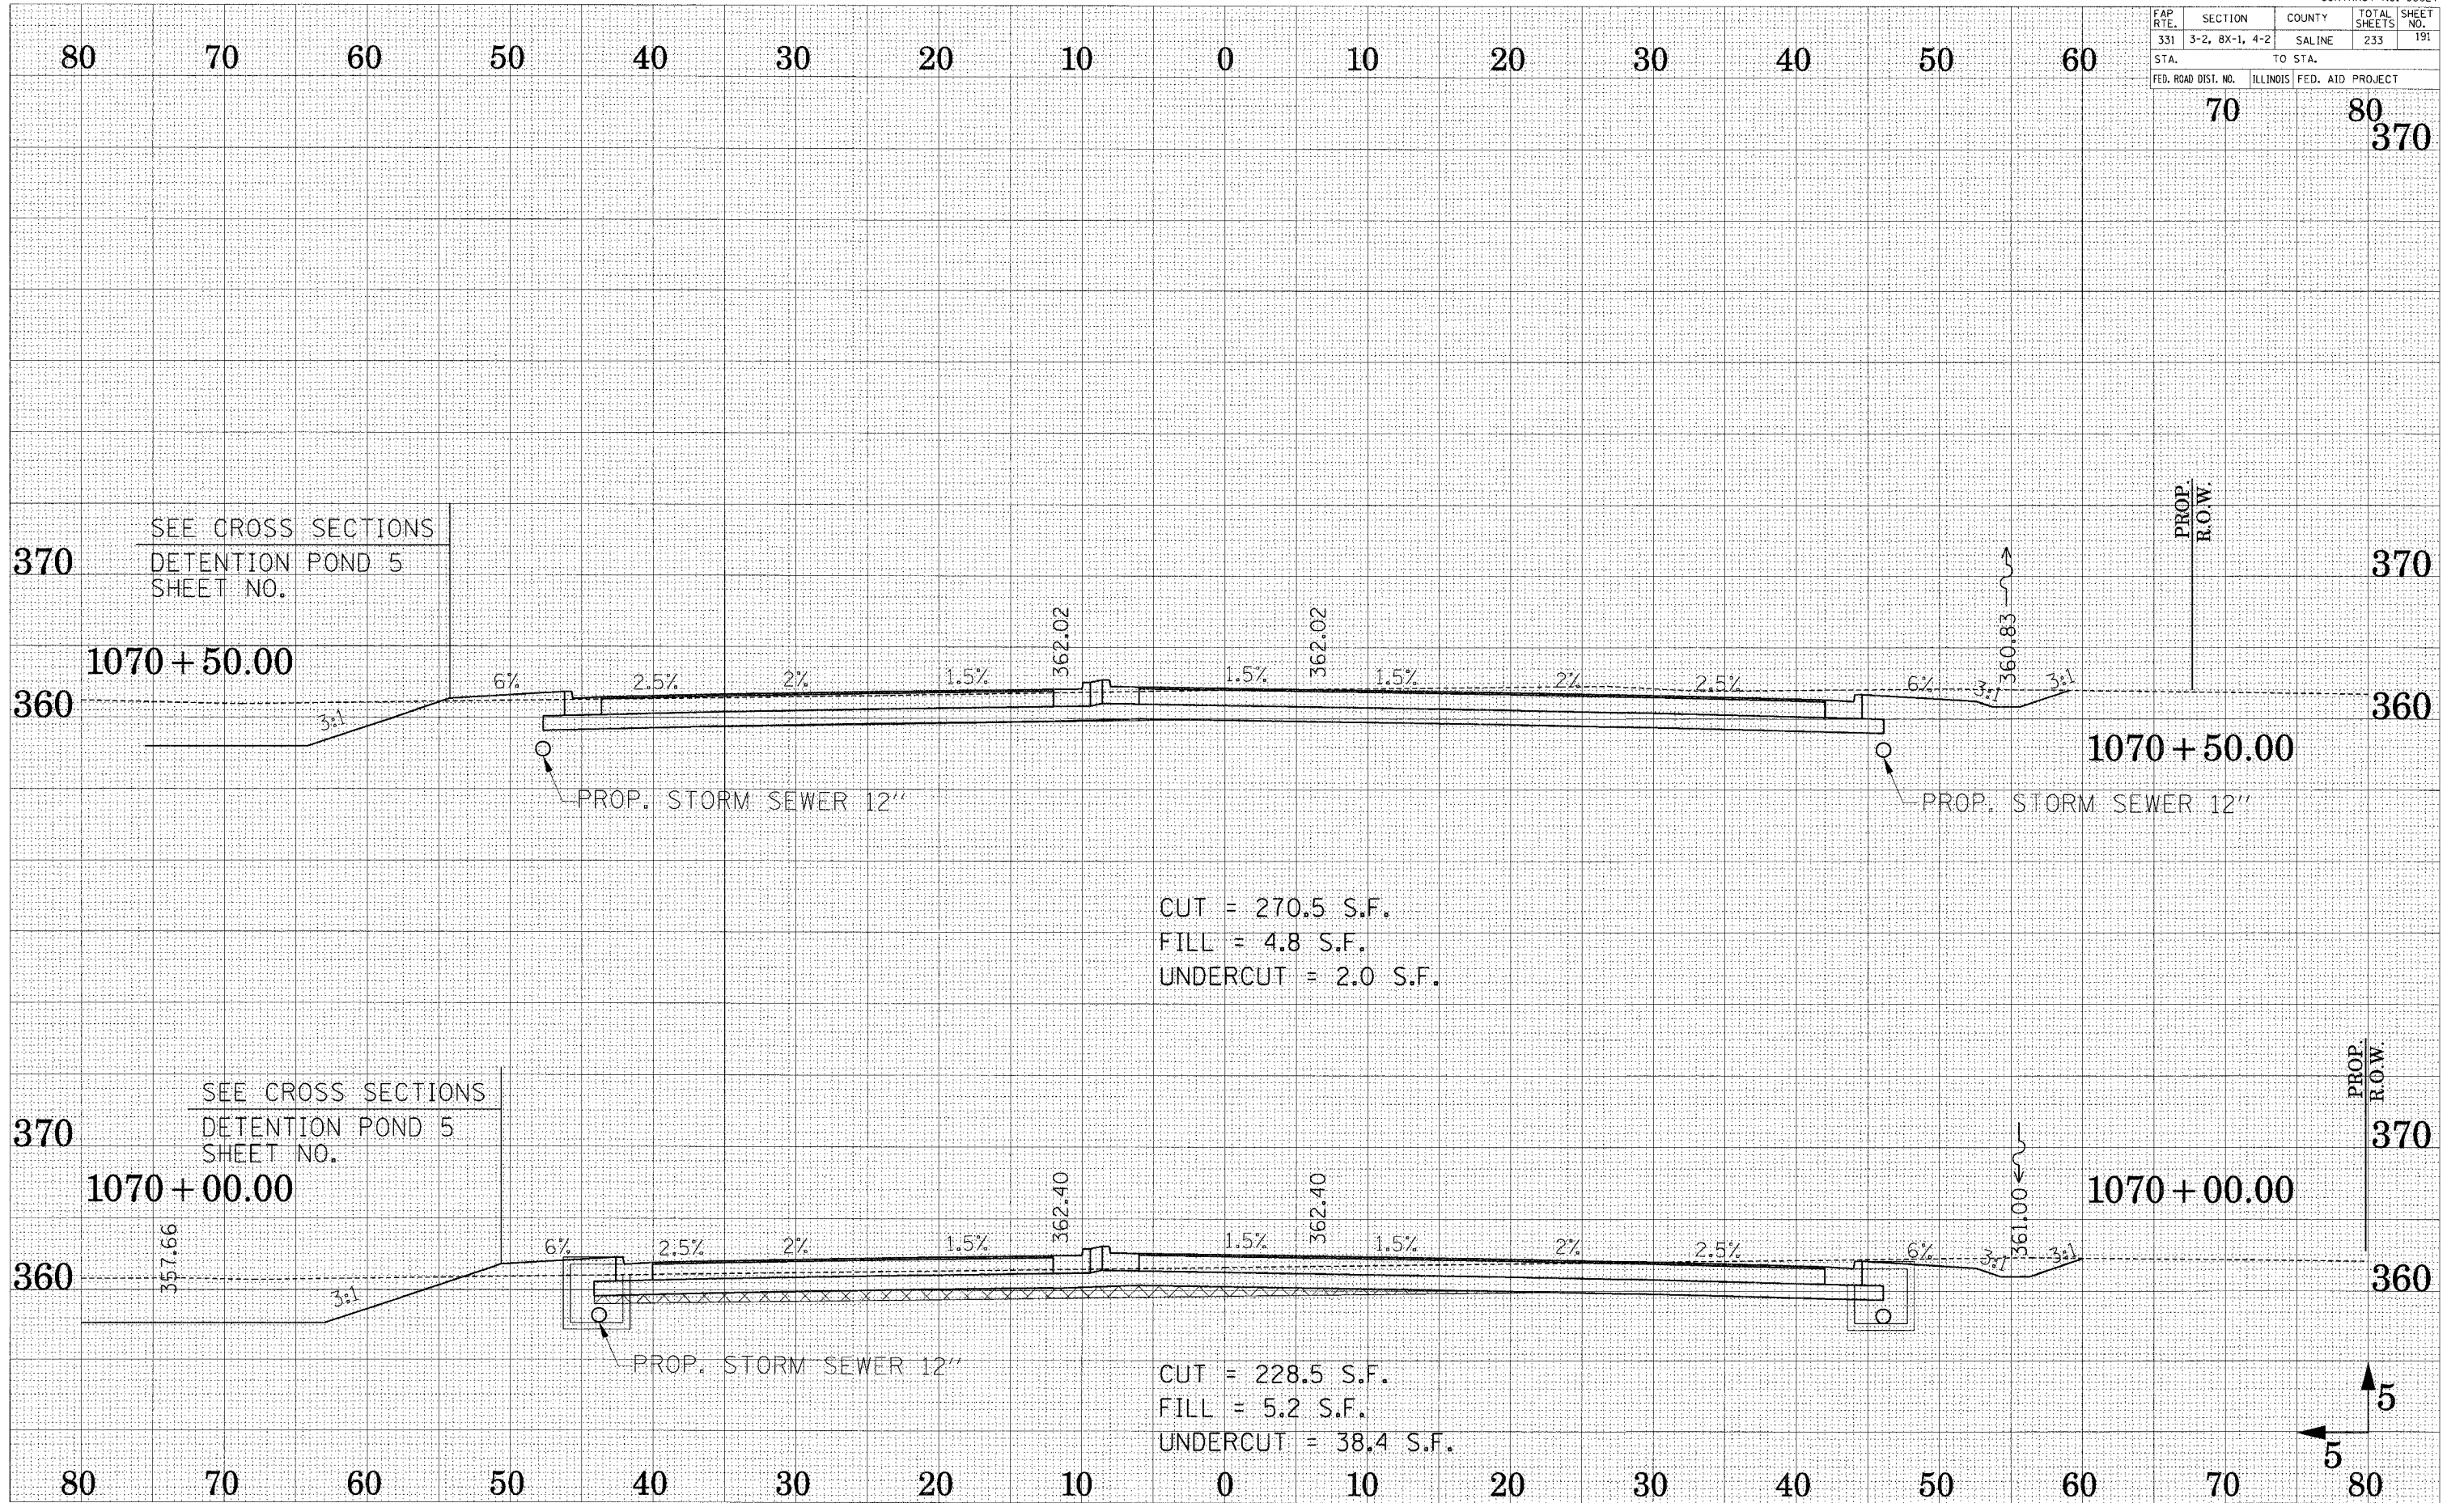 FAP RTE. SECTION COUNTY TOTAL SHEETS SHEET NO.
331 3-2, 8X-1, 4-2 SALINE 233 191
STA. TO STA.
FED. ROAD DIST. NO. ILLINOIS FED. AID PROJECT
80 70 60 50 40 30 20 10 0 10 20 30 40 50 60 70 80
370
SEE CROSS SECTIONS
DETENTION POND 5
SHEET NO.
PROP.
R.O.W.
370 370
1070+50.00
362.02 362.02 360.83
6% 2.5% 2% 1.5% 1.5% 1.5% 2% 2.5% 6% 3:1 3:1
360 3:1 360
1070+50.00
PROP. STORM SEWER 12"
PROP. STORM SEWER 12"
CUT = 270.5 S.F.
FILL = 4.8 S.F.
UNDERCUT = 2.0 S.F.
SEE CROSS SECTIONS
DETENTION POND 5
SHEET NO.
PROP.
R.O.W.
370 370
1070+00.00 1070+00.00
357.66 362.40 362.40 361.00
6% 2.5% 2% 1.5% 1.5% 1.5% 2% 2.5% 6% 3:1 3:1
360 3:1 360
PROP. STORM SEWER 12"
CUT = 228.5 S.F.
FILL = 5.2 S.F.
UNDERCUT = 38.4 S.F.
5
5
80 70 60 50 40 30 20 10 0 10 20 30 40 50 60 70 80